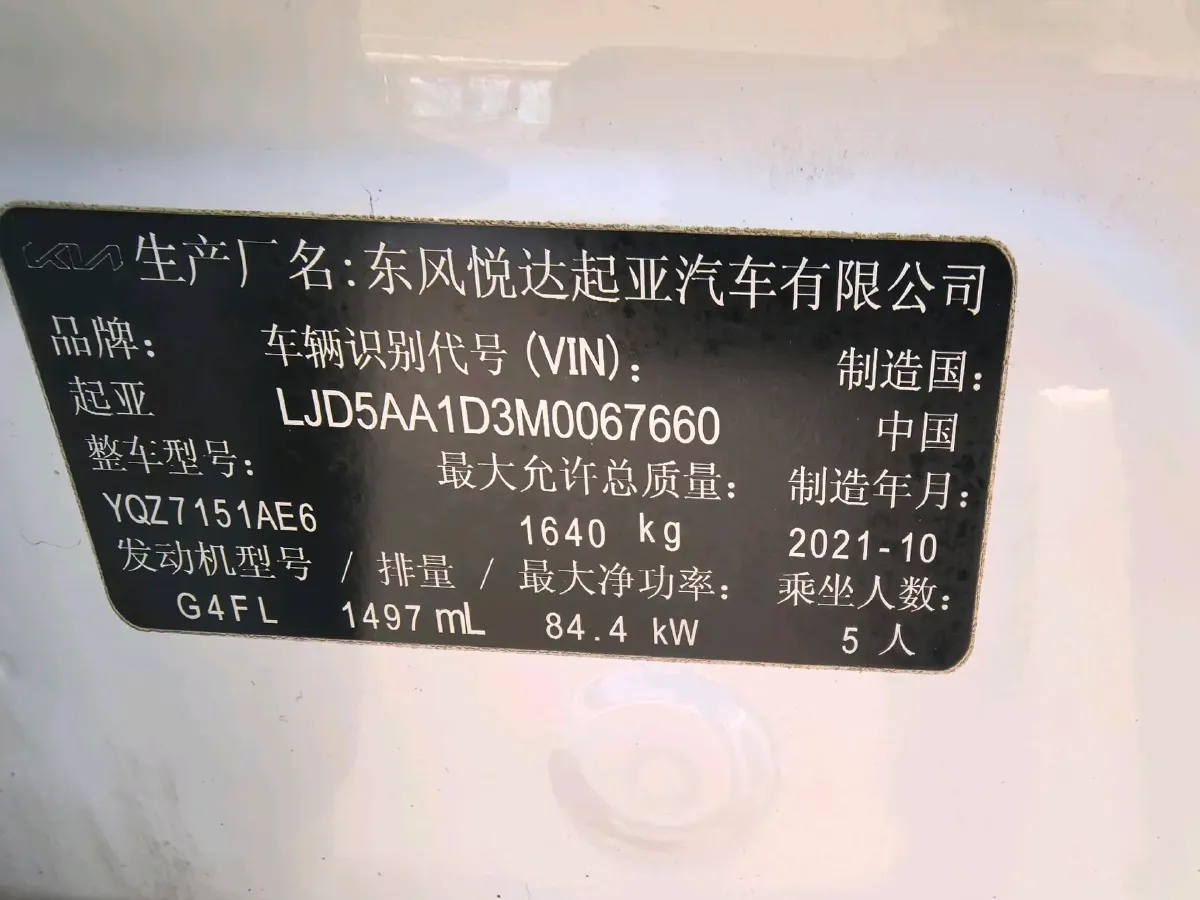 KIA 生产厂名：东风悦达起亚汽车有限公司
品牌： 车辆识别代号(VIN)： 制造国：
起亚 LJD5AA1D3M0067660 中国
整车型号： 最大允许总质量： 制造年月：
YQZ7151AE6 1640 kg 2021-10
发动机型号 / 排量 / 最大净功率： 乘坐人数：
G4FL 1497 mL 84.4 kW 5 人